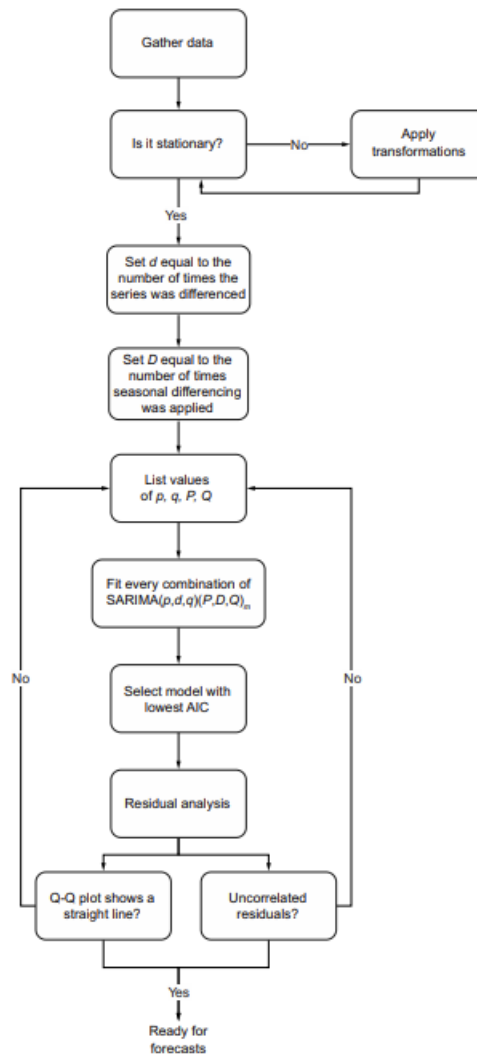 Gather data
Is it stationary?
No
Apply
transformations
Yes
Set d equal to the
number of times the
series was differenced
Set D equal to the
number of times
seasonal differencing
was applied
List values
of p, q, P, Q
Fit every combination of
SARIMA(p,d,q)(P,D,Q)m
No
No
Select model with
lowest AIC
Residual analysis
Q-Q plot shows a
straight line?
Uncorrelated
residuals?
Yes
Ready for
forecasts